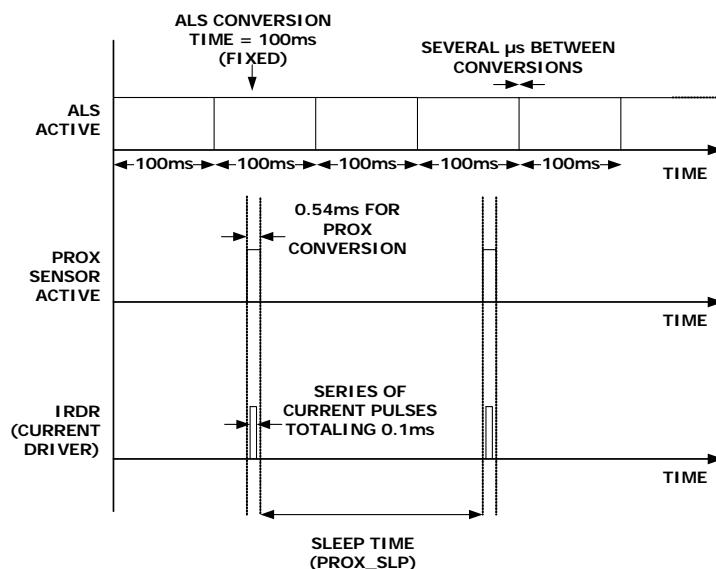 ALS CONVERSION
TIME = 100ms
(FIXED)
SEVERAL µs BETWEEN
CONVERSIONS
ALS
ACTIVE
100ms 100ms 100ms 100ms 100ms
TIME
0.54ms FOR
PROX
CONVERSION
PROX
SENSOR
ACTIVE
TIME
SERIES OF
CURRENT PULSES
TOTALING 0.1ms
IRDR
(CURRENT
DRIVER)
TIME
SLEEP TIME
(PROX_SLP)